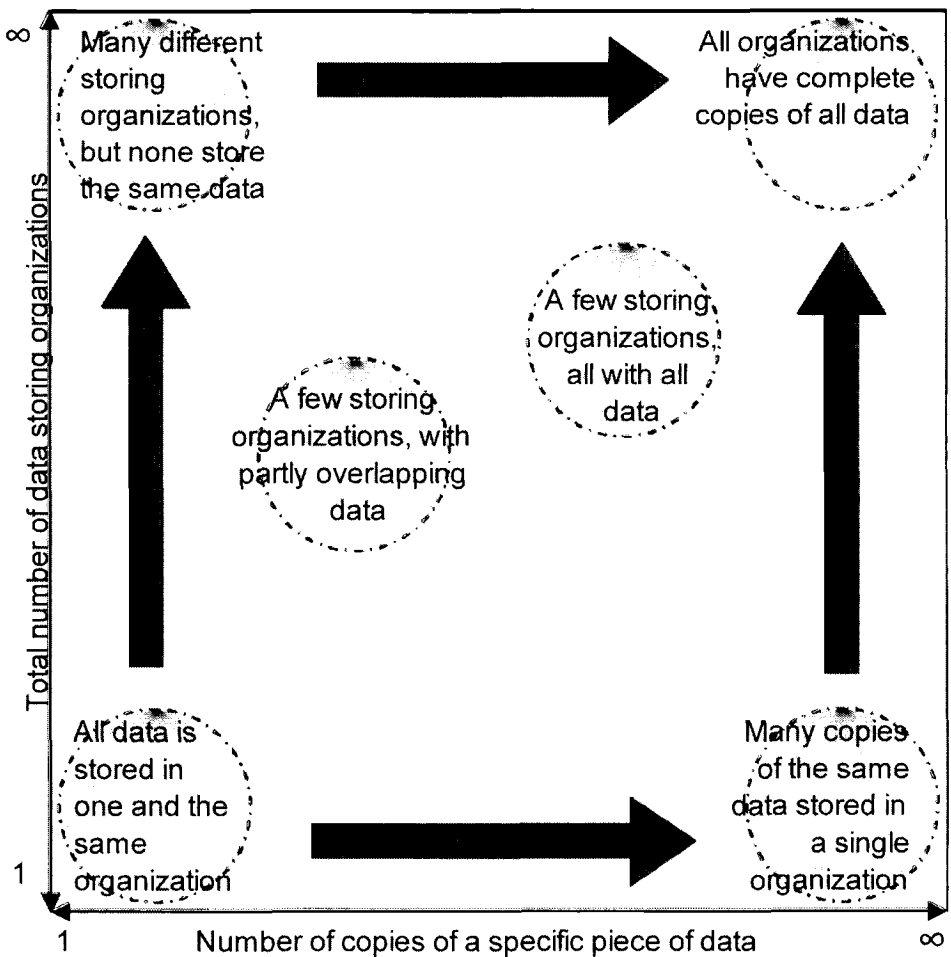 ∞
Many different
storing
organizations,
but none store
the same data
All organizations
have complete
copies of all data
A few storing
organizations,
all with all
data
A few storing
organizations, with
partly overlapping
data
Total number of data storing organizations
All data is
stored in
one and the
same
organization
Many copies
of the same
data stored in
a single
organization
1
1
Number of copies of a specific piece of data
∞